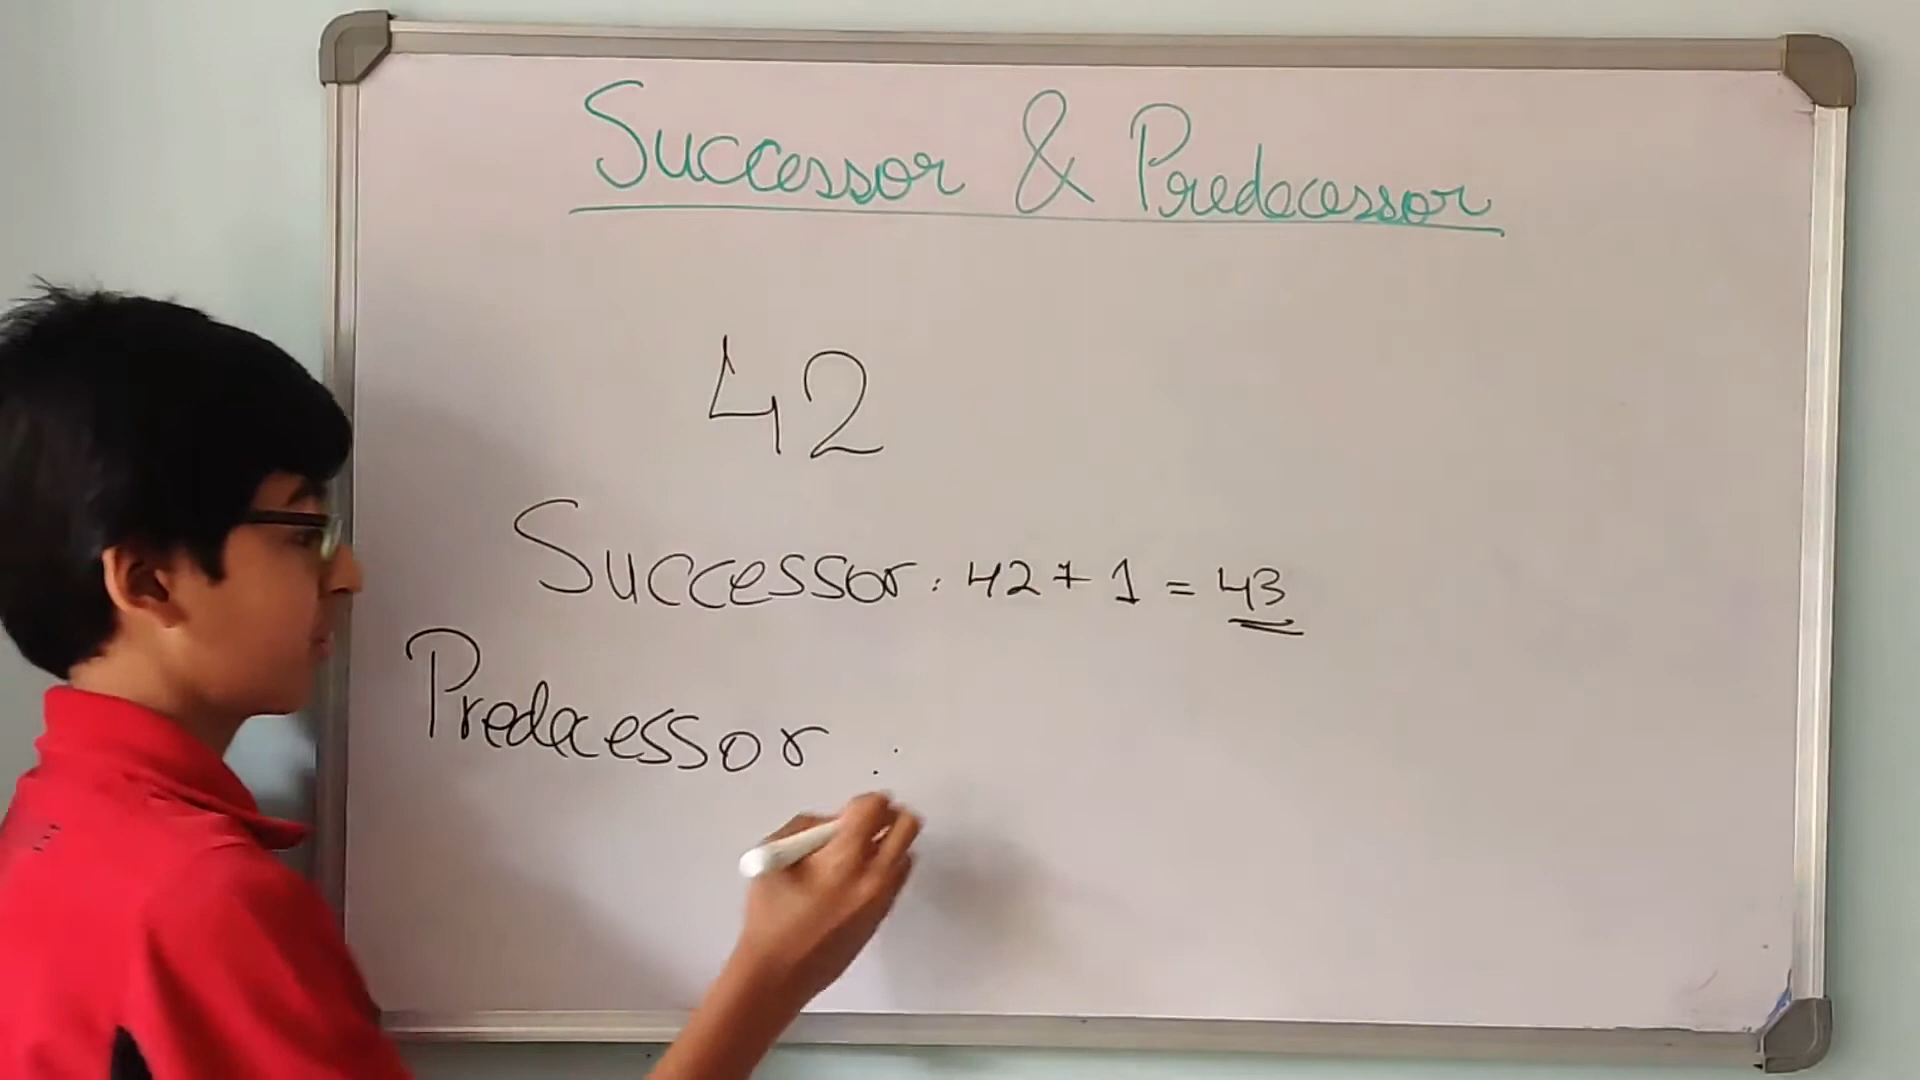 Successor & Predecessor
42
Successor: 42 + 1 = 43
Predecessor: